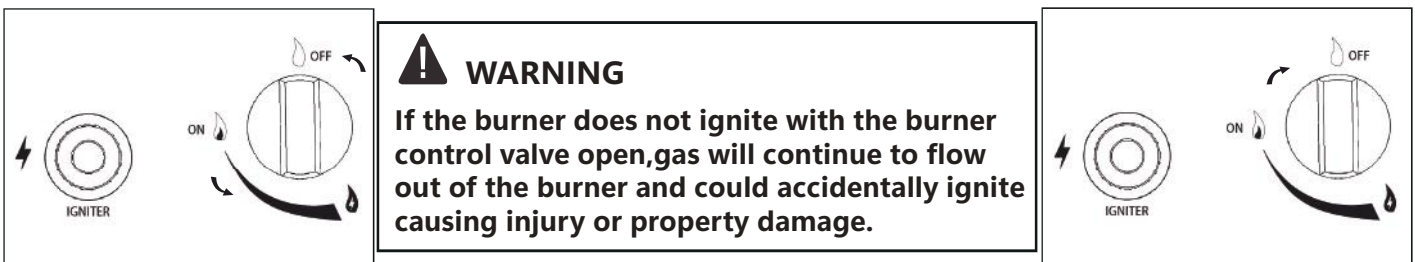 OFF
ON
IGNITER
WARNING
If the burner does not ignite with the burner
control valve open,gas will continue to flow
out of the burner and could accidentally ignite
causing injury or property damage.
OFF
ON
IGNITER